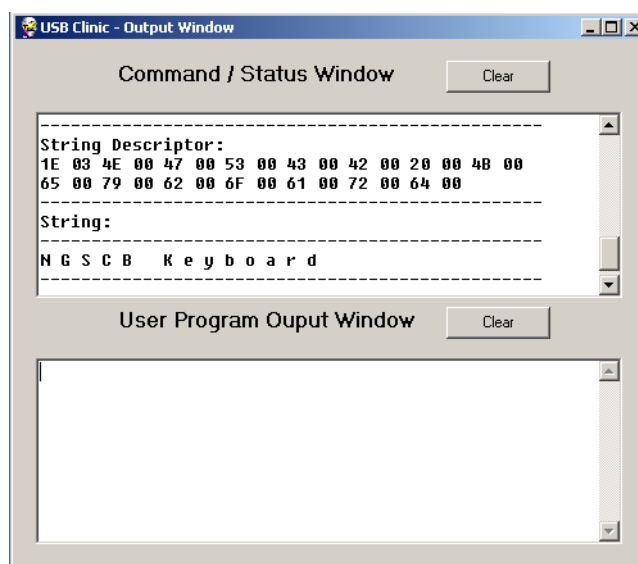 USB Clinic - Output Window
Command / Status Window
Clear
--------------------------------------------------
String Descriptor:
1E 03 4E 00 47 00 53 00 43 00 42 00 20 00 4B 00
65 00 79 00 62 00 6F 00 61 00 72 00 64 00
--------------------------------------------------
String:
--------------------------------------------------
N G S C B   K e y b o a r d
--------------------------------------------------
User Program Ouput Window
Clear